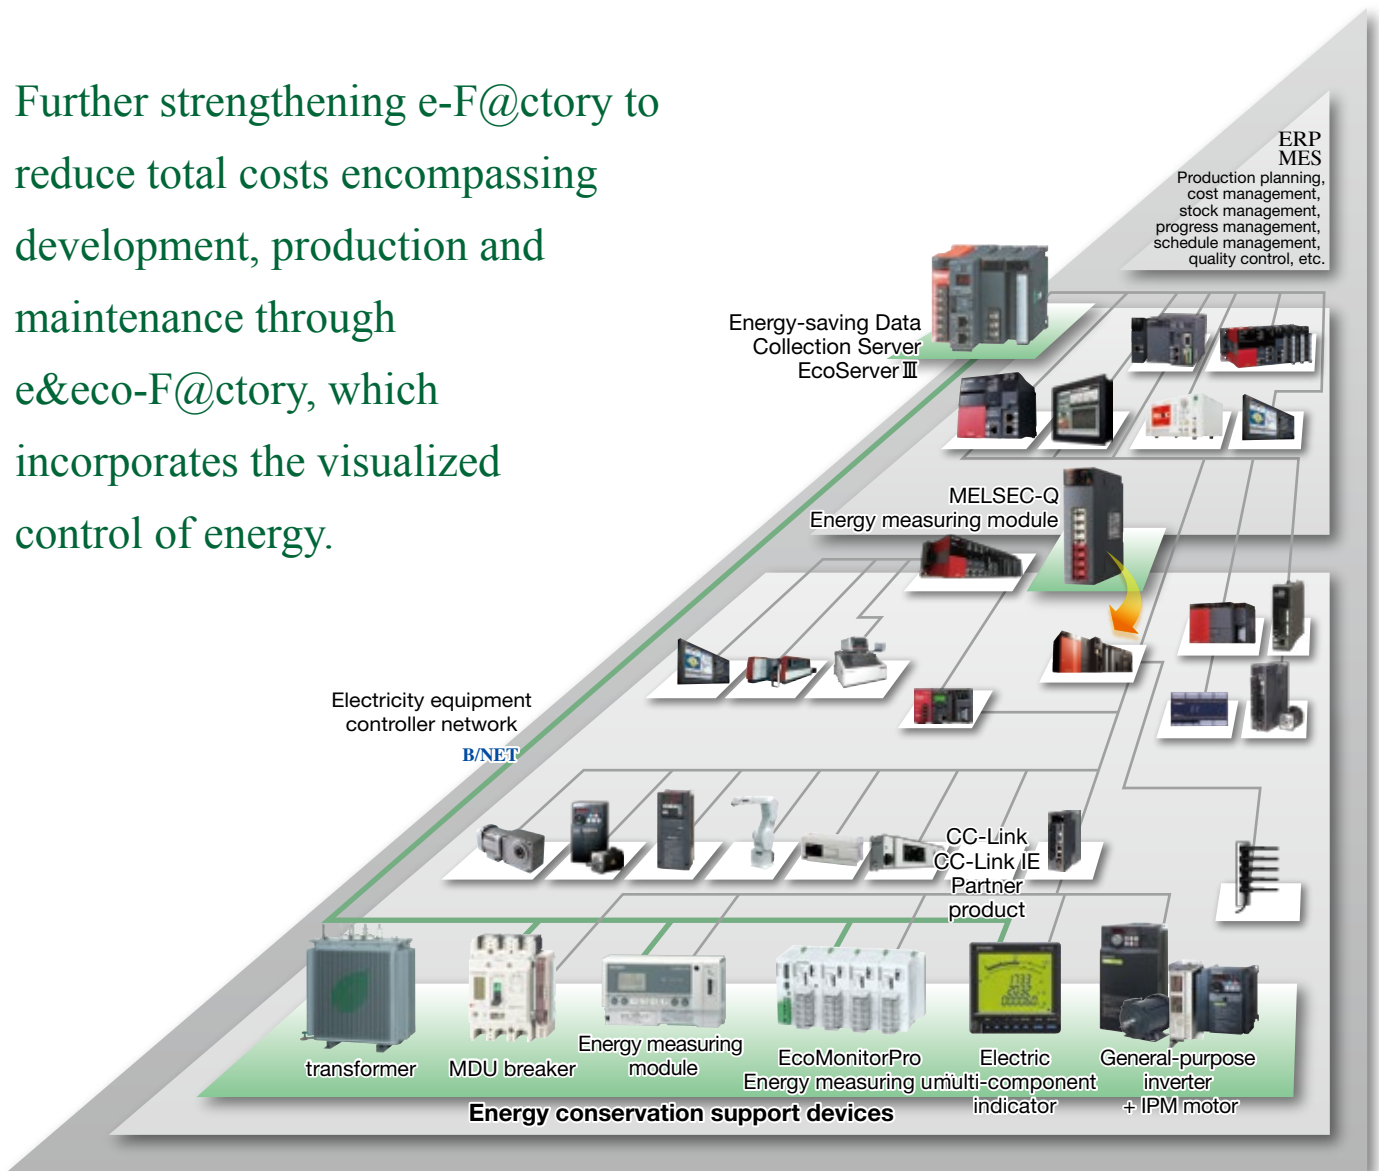 Further strengthening e-F@ctory to
reduce total costs encompassing
development, production and
maintenance through
e&eco-F@ctory, which
incorporates the visualized
control of energy.
ERP
MES
Production planning,
cost management,
stock management,
progress management,
schedule management,
quality control, etc.
Energy-saving Data
Collection Server
EcoServer Ⅲ
MELSEC-Q
Energy measuring module
Electricity equipment
controller network
B/NET
CC-Link
CC-Link IE
Partner
product
transformer
MDU breaker
Energy measuring
module
EcoMonitorPro
Energy measuring
Electric
multi-component
indicator
General-purpose
inverter
+ IPM motor
Energy conservation support devices